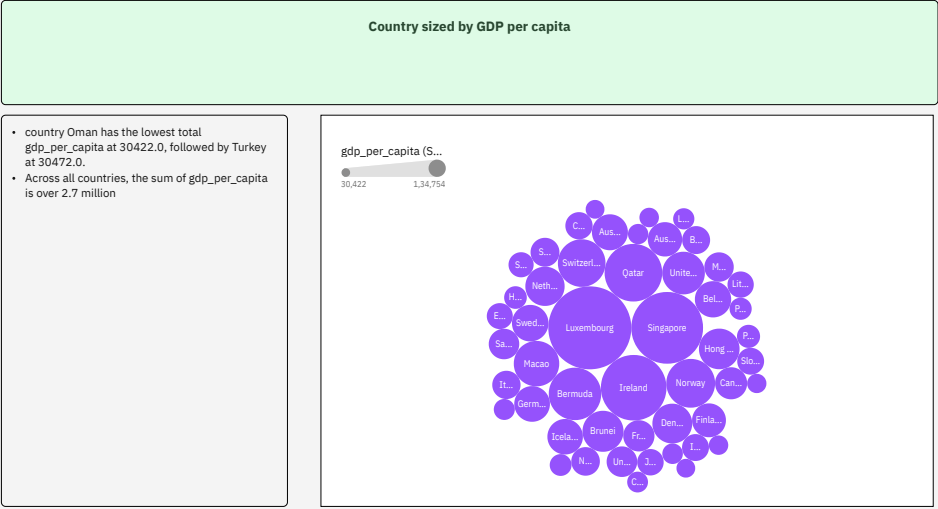 Country sized by GDP per capita
• country Oman has the lowest total
gdp_per_capita at 30422.0, followed by Turkey
at 30472.0.
• Across all countries, the sum of gdp_per_capita
is over 2.7 million
gdp_per_capita (S...
30,422
1,34,754
L...
C...
Aus...
Aus...
B...
S...
S...
Switzerl...
Qatar
Unite...
M...
Neth...
Lit...
H...
Bel...
P...
E...
Swed...
Luxembourg
Singapore
P...
Sa...
Hong ...
Macao
Slo...
It...
Bermuda
Ireland
Norway
Can...
Germ...
Icela...
Brunei
Fr...
Den...
Finla...
I...
N...
Un...
J...
C...